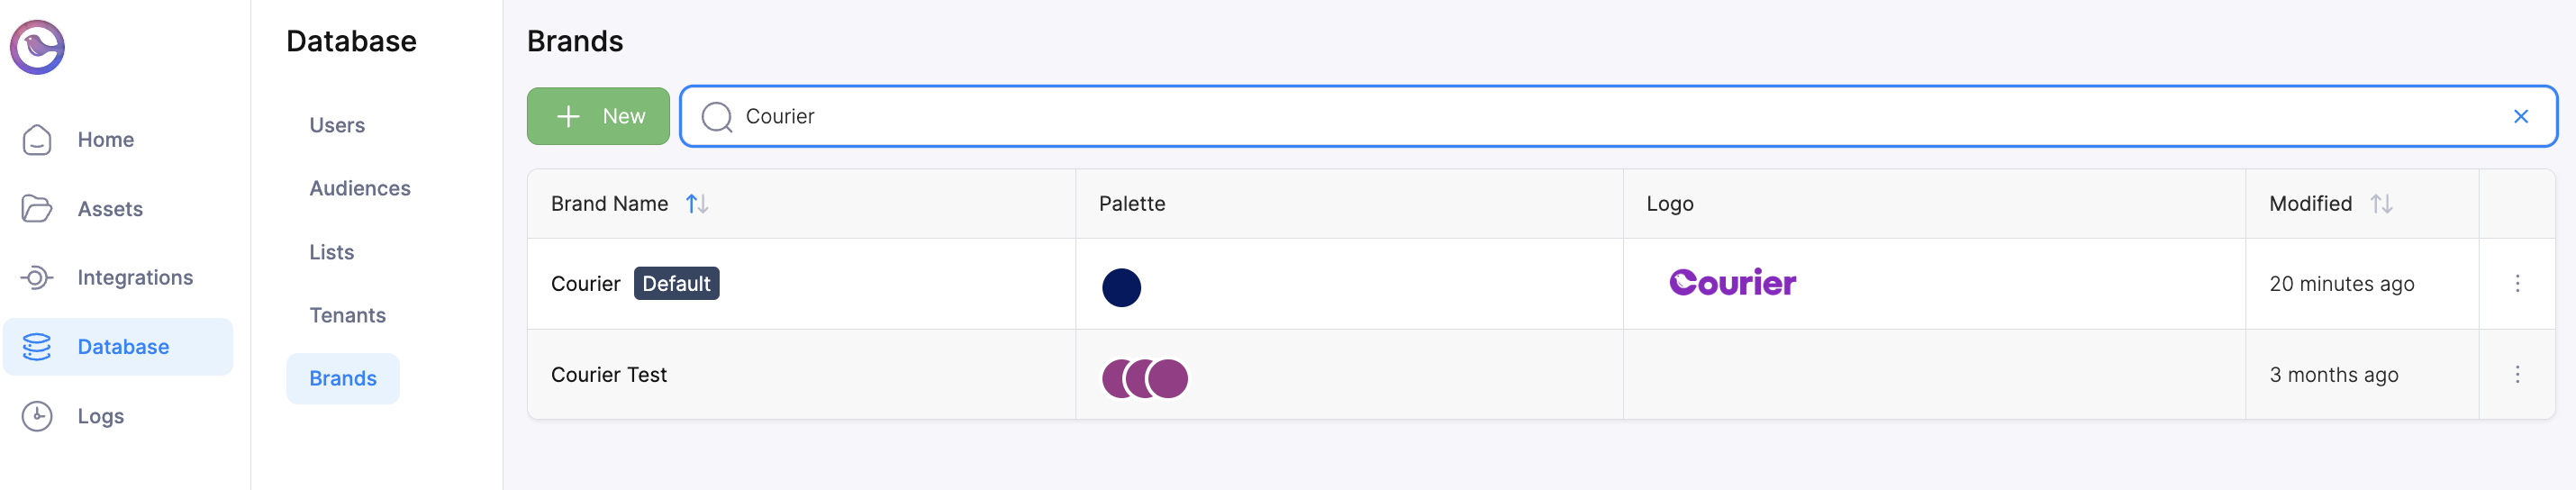 Home
Assets
Integrations
Database
Logs
Database
Users
Audiences
Lists
Tenants
Brands
Brands
New
Courier
Brand Name Palette Logo Modified
Courier Default Courier 20 minutes ago
Courier Test 3 months ago